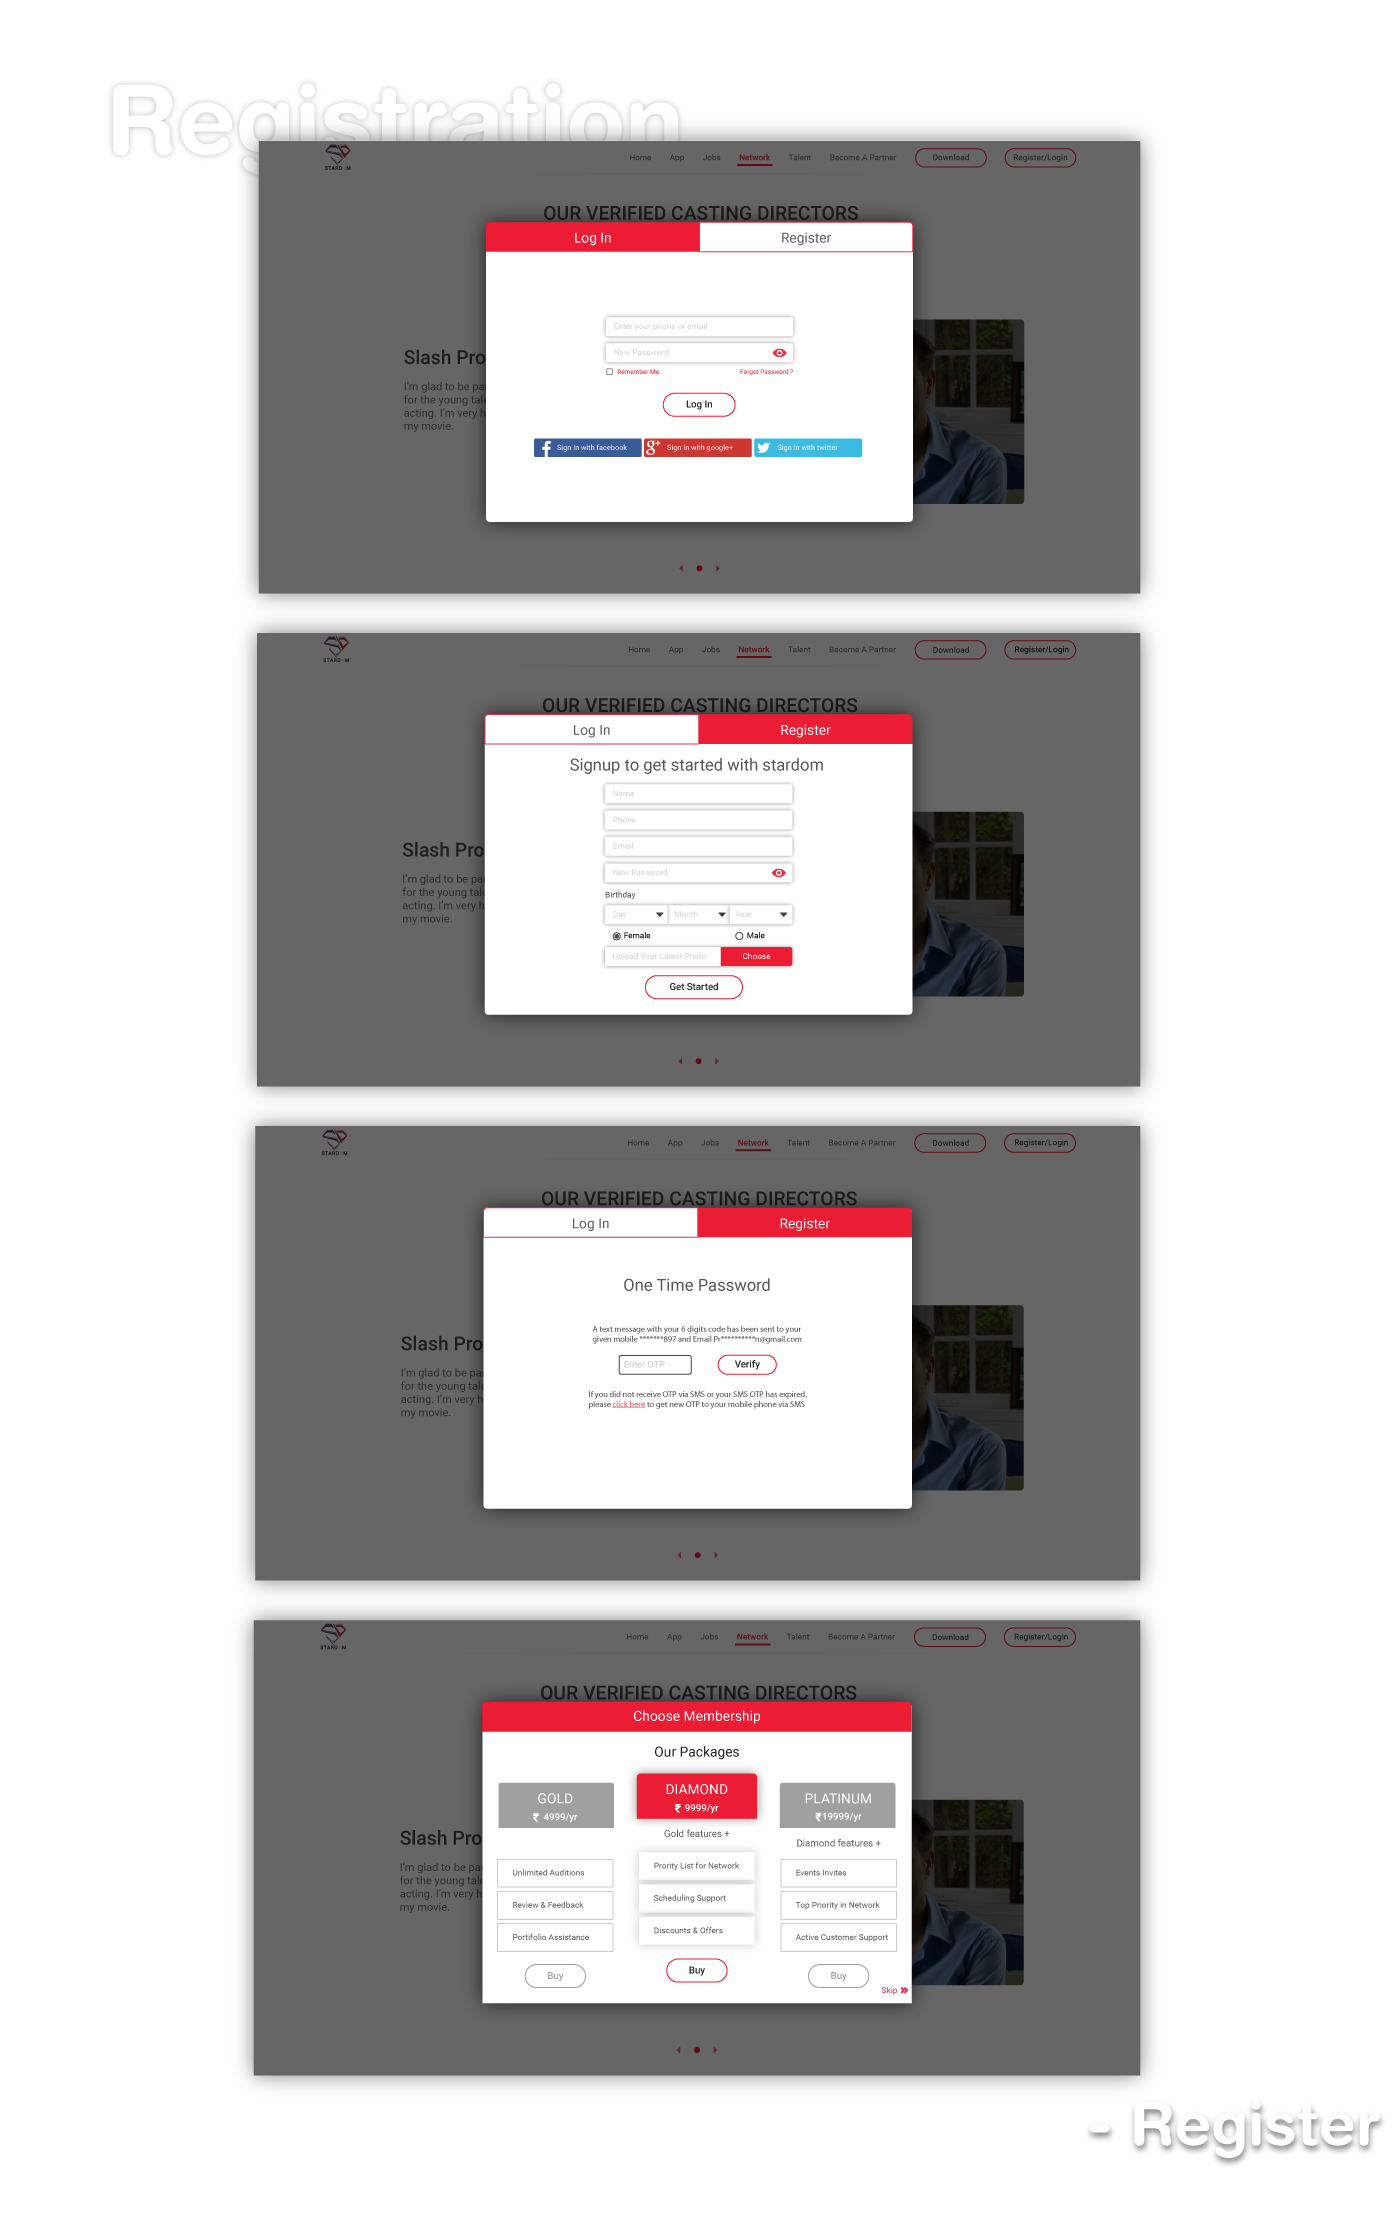 Registration
STARD M
Home App Jobs Network Talent Become A Partner Download Register/Login
OUR VERIFIED CASTING DIRECTORS
Log In Register
Enter your phone or email
New Password
Remember Me Forgot Password ?
Log In
Sign In with facebook Sign In with google+ Sign In with twitter
Slash Pro
I'm glad to be pa
for the young tale
acting. I'm very h
my movie.
STARD M
Home App Jobs Network Talent Become A Partner Download Register/Login
OUR VERIFIED CASTING DIRECTORS
Log In Register
Signup to get started with stardom
Name
Phone
Email
New Password
Birthday
Day Month Year
Female Male
Upload Your Latest Photo Choose
Get Started
Slash Pro
I'm glad to be pa
for the young tale
acting. I'm very h
my movie.
STARD M
Home App Jobs Network Talent Become A Partner Download Register/Login
OUR VERIFIED CASTING DIRECTORS
Log In Register
One Time Password
A text message with your 6 digits code has been sent to your
given mobile *******897 and Email Pr**********n@gmail.com
Enter OTP Verify
If you did not receive OTP via SMS or your SMS OTP has expired,
please click here to get new OTP to your mobile phone via SMS
Slash Pro
I'm glad to be pa
for the young tale
acting. I'm very h
my movie.
STARD M
Home App Jobs Network Talent Become A Partner Download Register/Login
OUR VERIFIED CASTING DIRECTORS
Choose Membership
Our Packages
GOLD
₹ 4999/yr
Unlimited Auditions
Review & Feedback
Portifolio Assistance
Buy
DIAMOND
₹ 9999/yr
Gold features +
Prority List for Network
Scheduling Support
Discounts & Offers
Buy
PLATINUM
₹19999/yr
Diamond features +
Events Invites
Top Priority in Network
Active Customer Support
Buy
Skip
Slash Pro
I'm glad to be pa
for the young tale
acting. I'm very h
my movie.
- Register